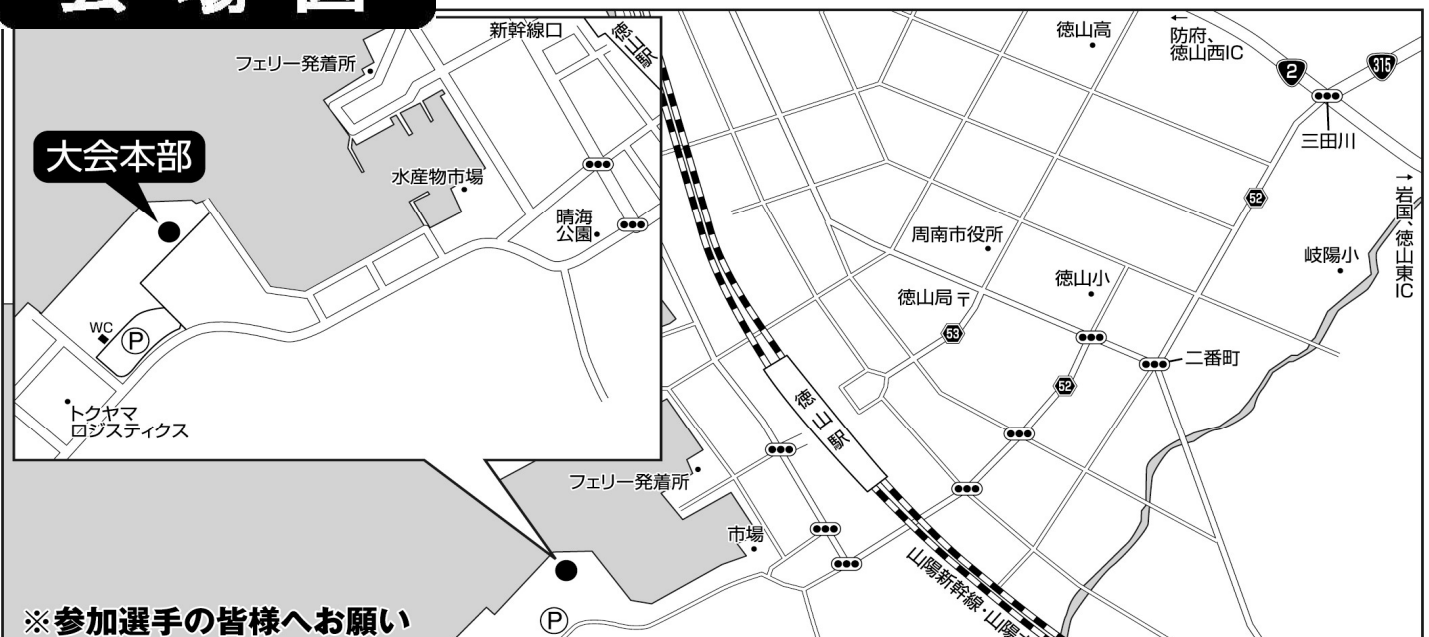 会場図
新幹線口
徳山駅
フェリー発着所
大会本部
水産物市場
晴海
公園
WC
P
トクヤマ
ロジスティクス
徳山高
←
防府、
徳山西IC
2
315
三田川
52
→岩国、徳山東IC
周南市役所
岐陽小
徳山小
徳山局〒
53
二番町
52
徳山駅
フェリー発着所
市場
山陽新幹線・山陽
P
※参加選手の皆様へお願い